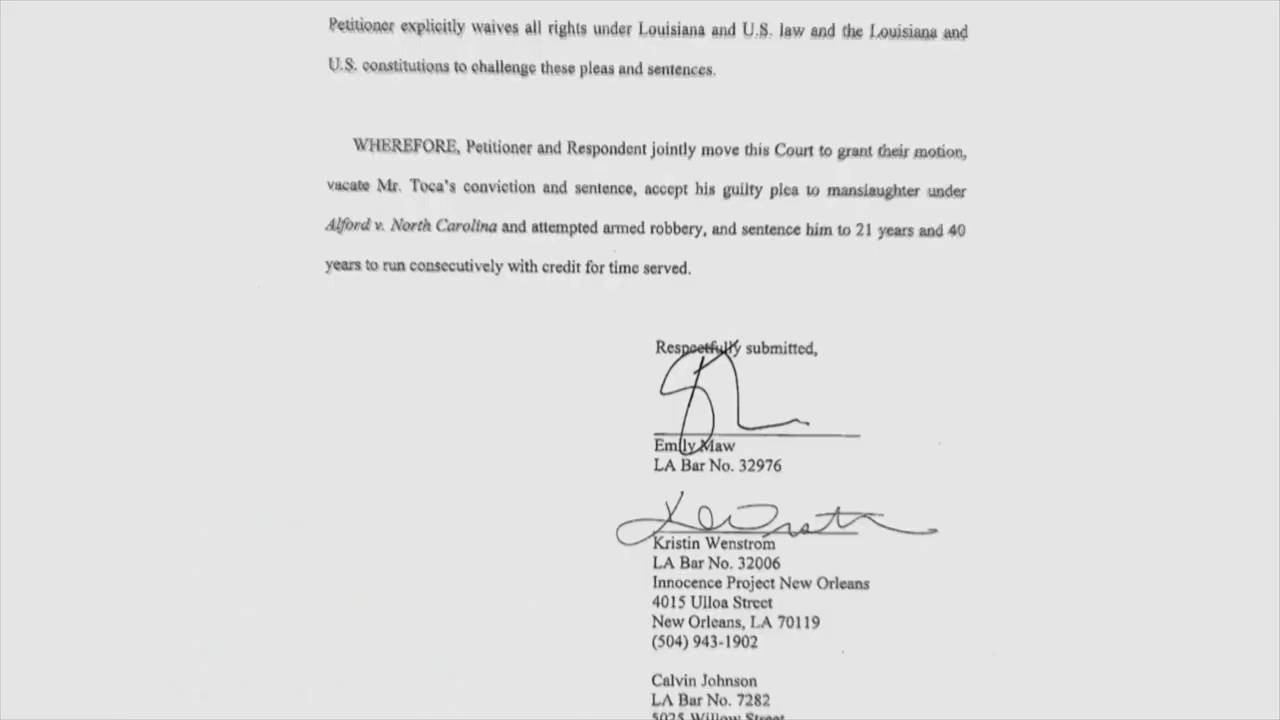 Petitioner explicitly waives all rights under Louisiana and U.S. law and the Louisiana and
U.S. constitutions to challenge these pleas and sentences.
WHEREFORE, Petitioner and Respondent jointly move this Court to grant their motion,
vacate Mr. Toca's conviction and sentence, accept his guilty plea to manslaughter under
Alford v. North Carolina and attempted armed robbery, and sentence him to 21 years and 40
years to run consecutively with credit for time served.
Respectfully submitted,
Emily Maw
LA Bar No. 32976
Kristin Wenstrom
LA Bar No. 32006
Innocence Project New Orleans
4015 Ulloa Street
New Orleans, LA 70119
(504) 943-1902
Calvin Johnson
LA Bar No. 7282
5025 Willow Street